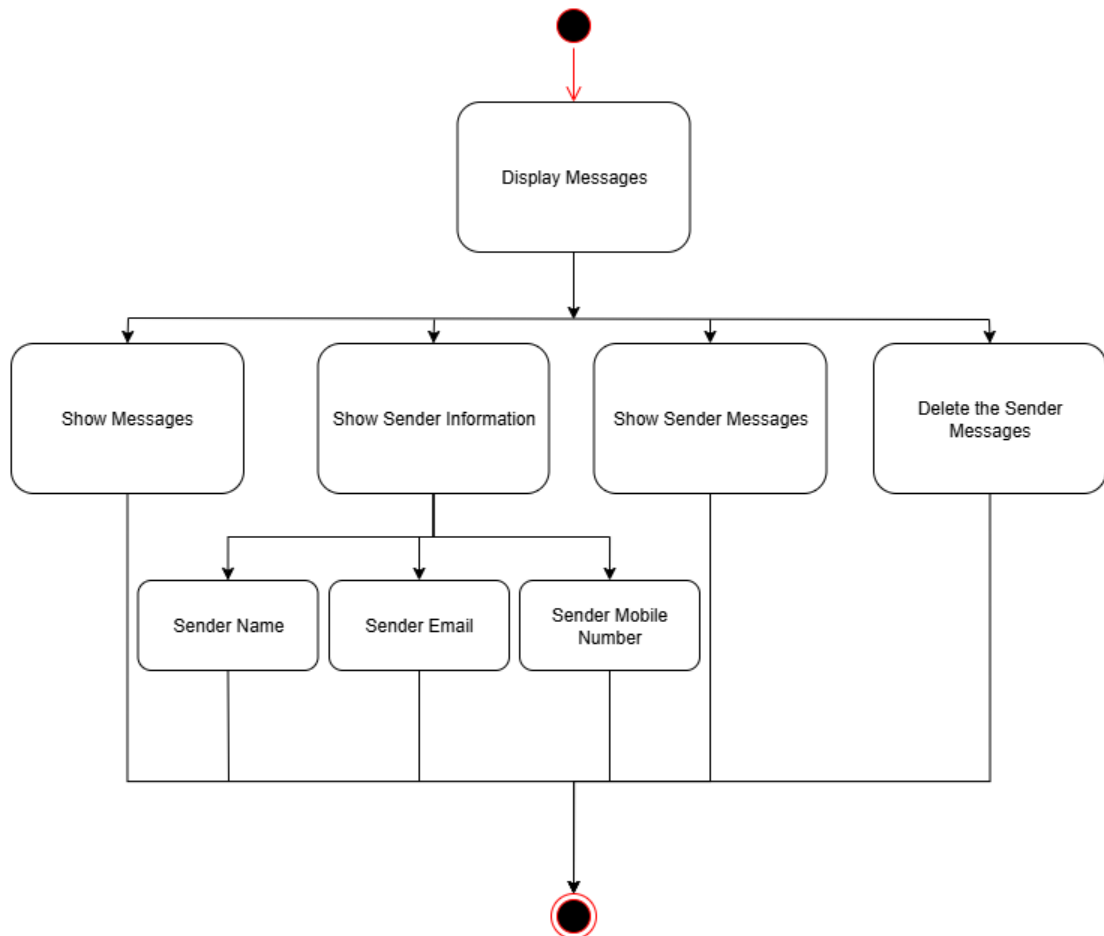 Display Messages
Show Messages
Show Sender Information
Show Sender Messages
Delete the Sender
Messages
Sender Name
Sender Email
Sender Mobile
Number